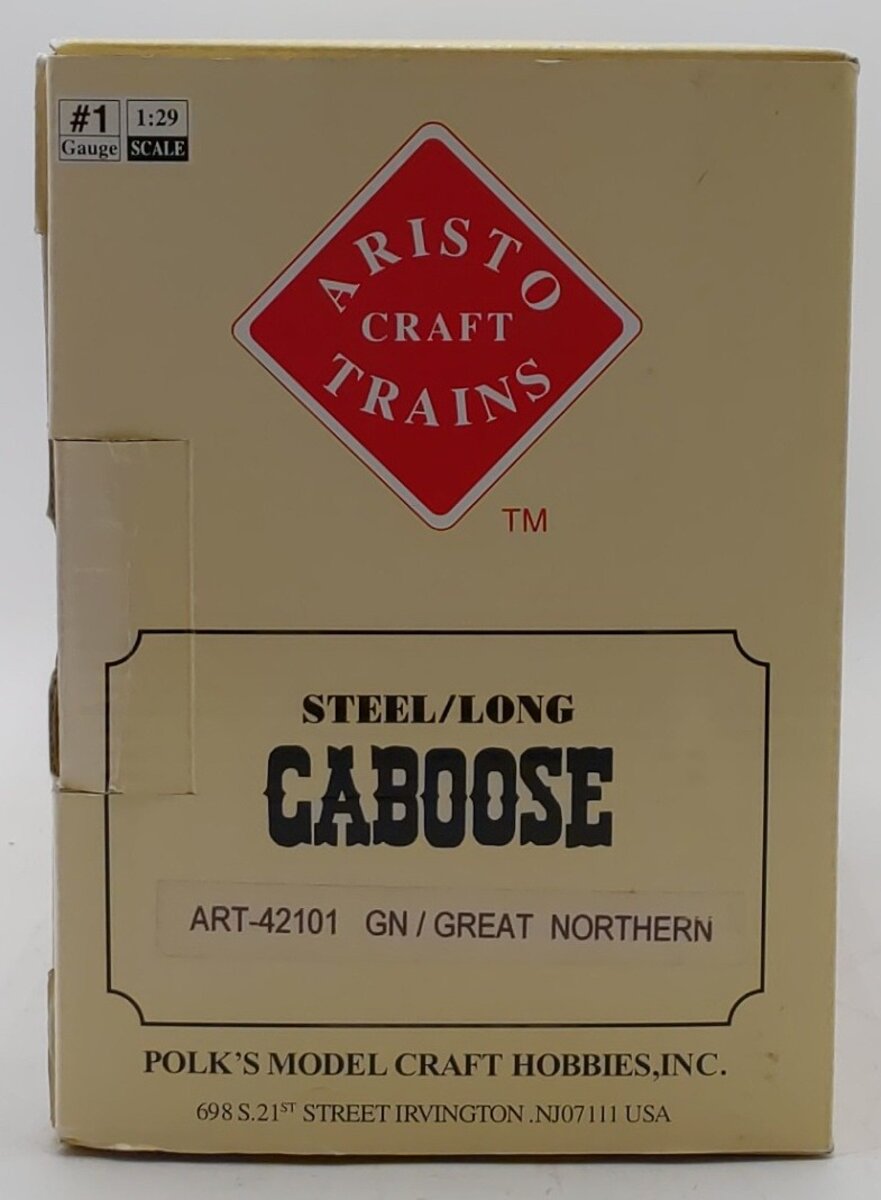 #1 Gauge
1:29 SCALE
ARISTO
CRAFT
TRAINS
TM
STEEL/LONG
CABOOSE
ART-42101 GN / GREAT NORTHERN
POLK'S MODEL CRAFT HOBBIES,INC.
698 S.21ST STREET IRVINGTON .NJ07111 USA